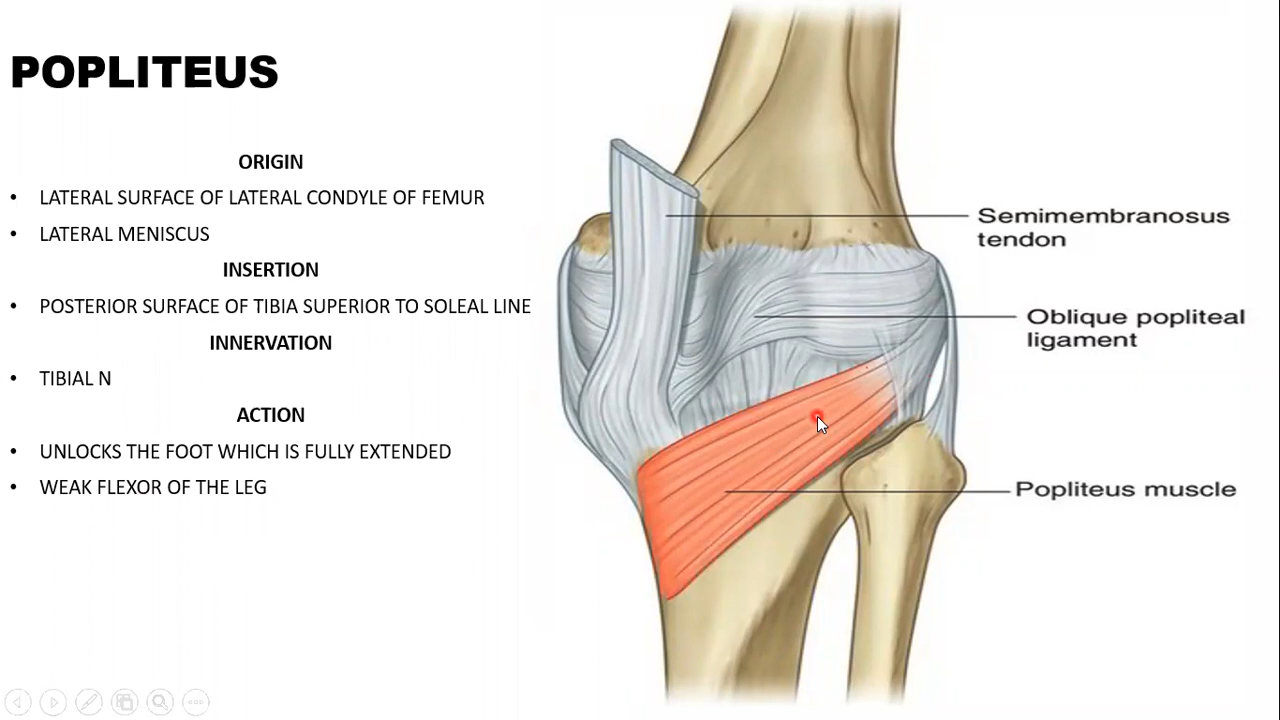 POPLITEUS
ORIGIN
• LATERAL SURFACE OF LATERAL CONDYLE OF FEMUR
• LATERAL MENISCUS
INSERTION
• POSTERIOR SURFACE OF TIBIA SUPERIOR TO SOLEAL LINE
INNERVATION
• TIBIAL N
ACTION
• UNLOCKS THE FOOT WHICH IS FULLY EXTENDED
• WEAK FLEXOR OF THE LEG
Semimembranosus
tendon
Oblique popliteal
ligament
Popliteus muscle